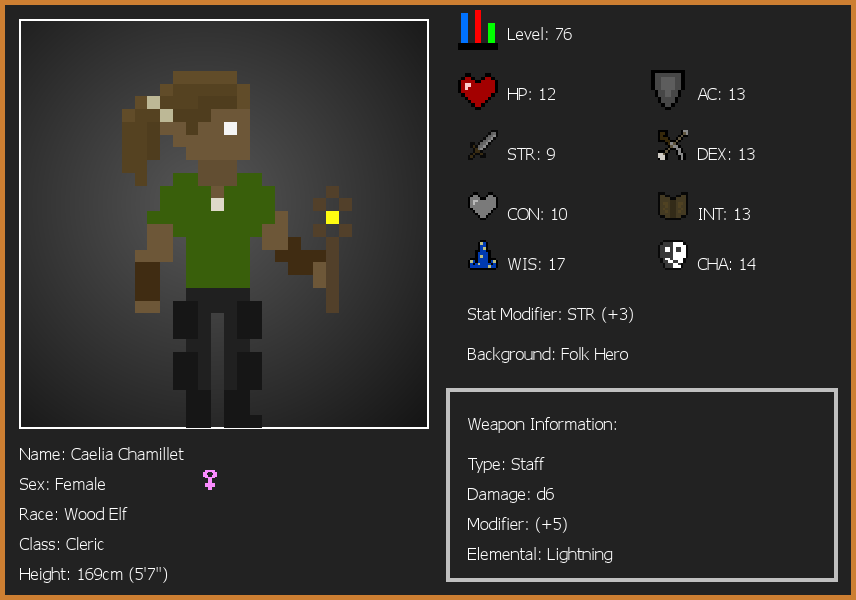 Level: 76
HP: 12
AC: 13
STR: 9
DEX: 13
CON: 10
INT: 13
WIS: 17
CHA: 14
Stat Modifier: STR (+3)
Background: Folk Hero
Weapon Information:
Type: Staff
Damage: d6
Modifier: (+5)
Elemental: Lightning
Name: Caelia Chamillet
Sex: Female
Race: Wood Elf
Class: Cleric
Height: 169cm (5'7")